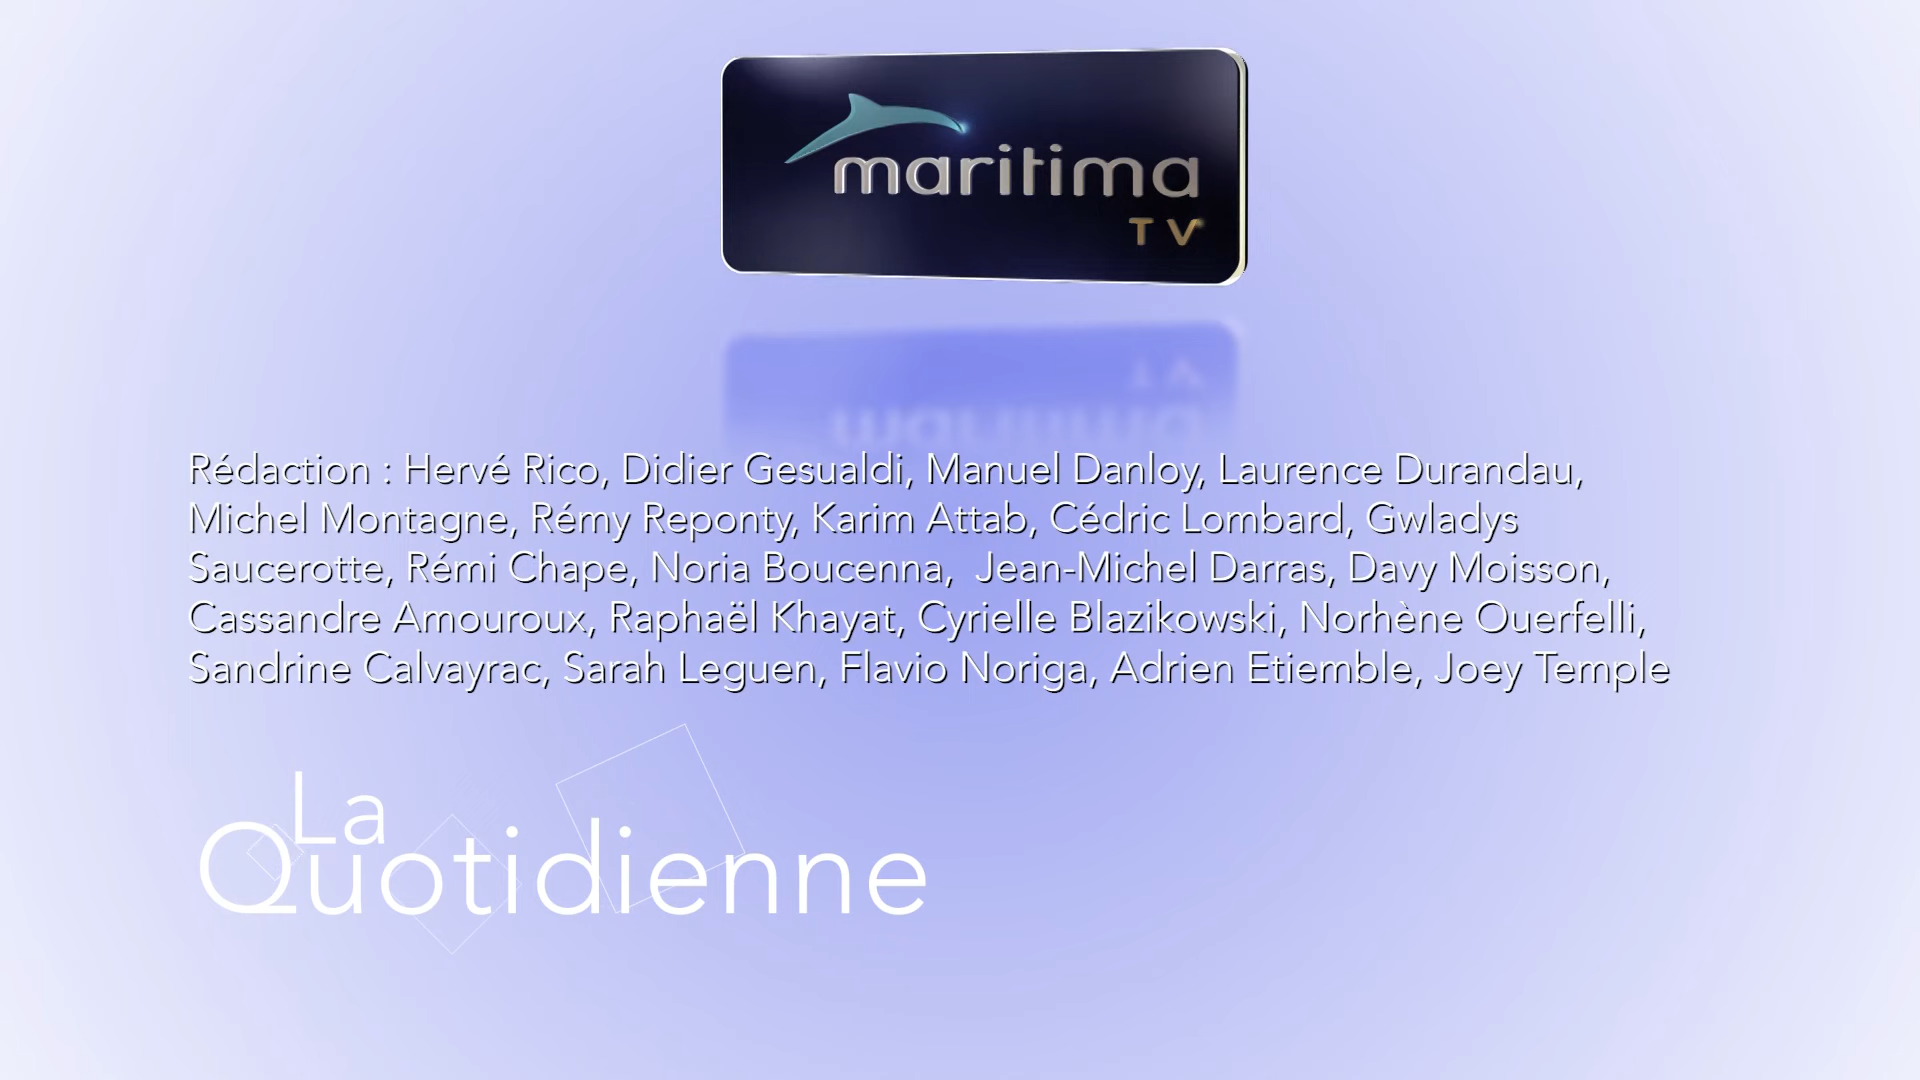 maritima
TV
Rédaction : Hervé Rico, Didier Gesualdi, Manuel Danloy, Laurence Durandau,
Michel Montagne, Rémy Reponty, Karim Attab, Cédric Lombard, Gwladys
Saucerotte, Rémi Chape, Noria Boucenna,  Jean-Michel Darras, Davy Moisson,
Cassandre Amouroux, Raphaël Khayat, Cyrielle Blazikowski, Norhène Ouerfelli,
Sandrine Calvayrac, Sarah Leguen, Flavio Noriga, Adrien Etiemble, Joey Temple
La
Quotidienne